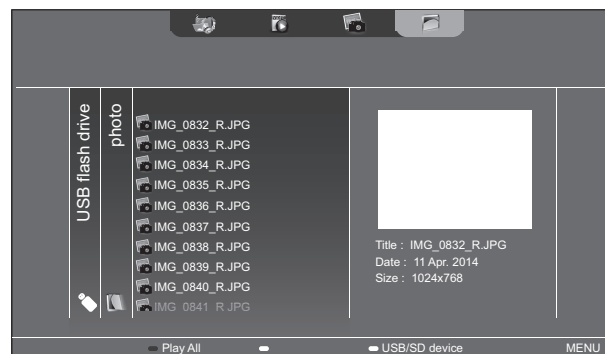 USB flash drive
photo
IMG_0832_R.JPG
IMG_0833_R.JPG
IMG_0834_R.JPG
IMG_0835_R.JPG
IMG_0836_R.JPG
IMG_0837_R.JPG
IMG_0838_R.JPG
IMG_0839_R.JPG
IMG_0840_R.JPG
IMG_0841_R.JPG
Title : IMG_0832_R.JPG
Date : 11 Apr. 2014
Size : 1024x768
Play All
USB/SD device
MENU